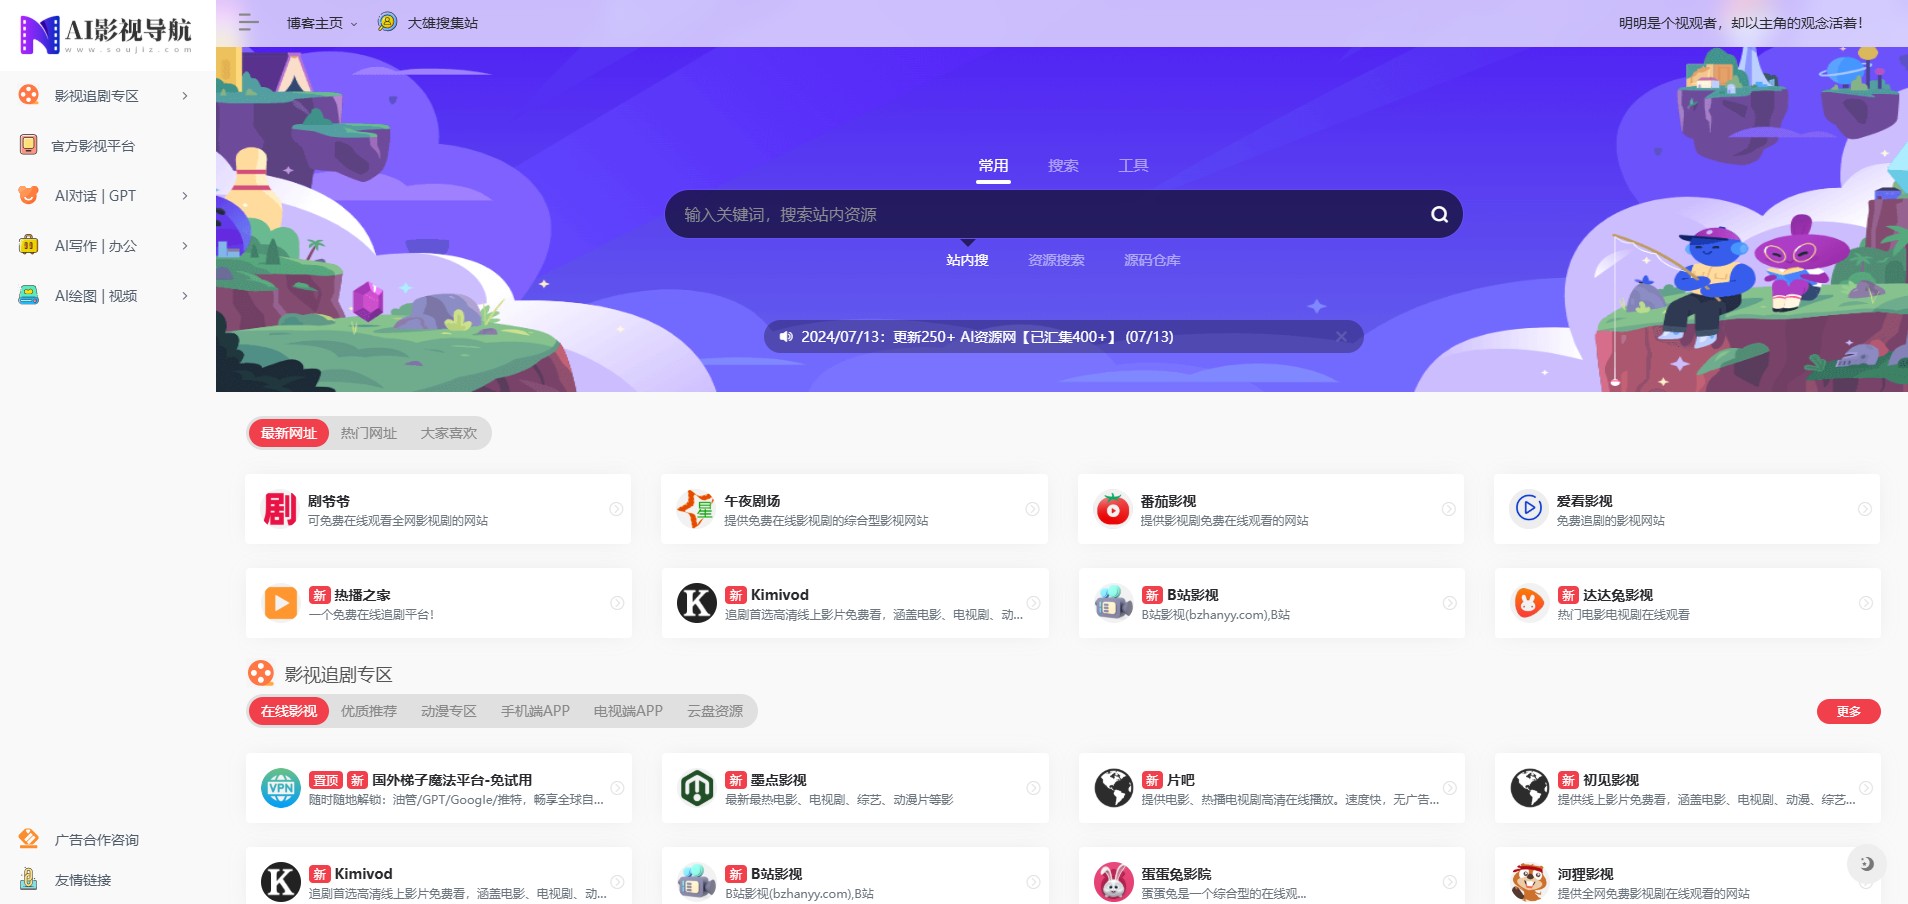 AI影视导航
www.soujiz.com
影视追剧专区
官方影视平台
AI对话 | GPT
AI写作 | 办公
AI绘图 | 视频
广告合作咨询
友情链接
博客主页
大雄搜集站
明明是个视观者，却以主角的观念活着！
常用 搜索 工具
输入关键词，搜索站内资源
站内搜 资源搜索 源码仓库
2024/07/13：更新250+ AI资源网【已汇集400+】 (07/13)
最新网址 热门网址 大家喜欢
剧
剧爷爷
可免费在线观看全网影视剧的网站
星
午夜剧场
提供免费在线影视剧的综合型影视网站
番茄影视
提供影视剧免费在线观看的网站
爱看影视
免费追剧的影视网站
新 热播之家
一个免费在线追剧平台！
K
新 Kimivod
追剧首选高清线上影片免费看，涵盖电影、电视剧、动...
新 B站影视
B站影视(bzhanyy.com),B站
新 达达兔影视
热门电影电视剧在线观看
影视追剧专区
在线影视 优质推荐 动漫专区 手机端APP 电视端APP 云盘资源
更多
VPN
置顶 新 国外梯子魔法平台-免试用
随时随地解锁：油管/GPT/Google/推特，畅享全球自...
新 墨点影视
最新最热电影、电视剧、综艺、动漫片等影
新 片吧
提供电影、热播电视剧高清在线播放。速度快，无广告...
新 初见影视
提供线上影片免费看，涵盖电影、电视剧、动漫、综艺...
K
新 Kimivod
追剧首选高清线上影片免费看，涵盖电影、电视剧、动...
新 B站影视
B站影视(bzhanyy.com),B站
蛋蛋兔影院
蛋蛋兔是一个综合型的在线观...
河狸影视
提供全网免费影视剧在线观看的网站